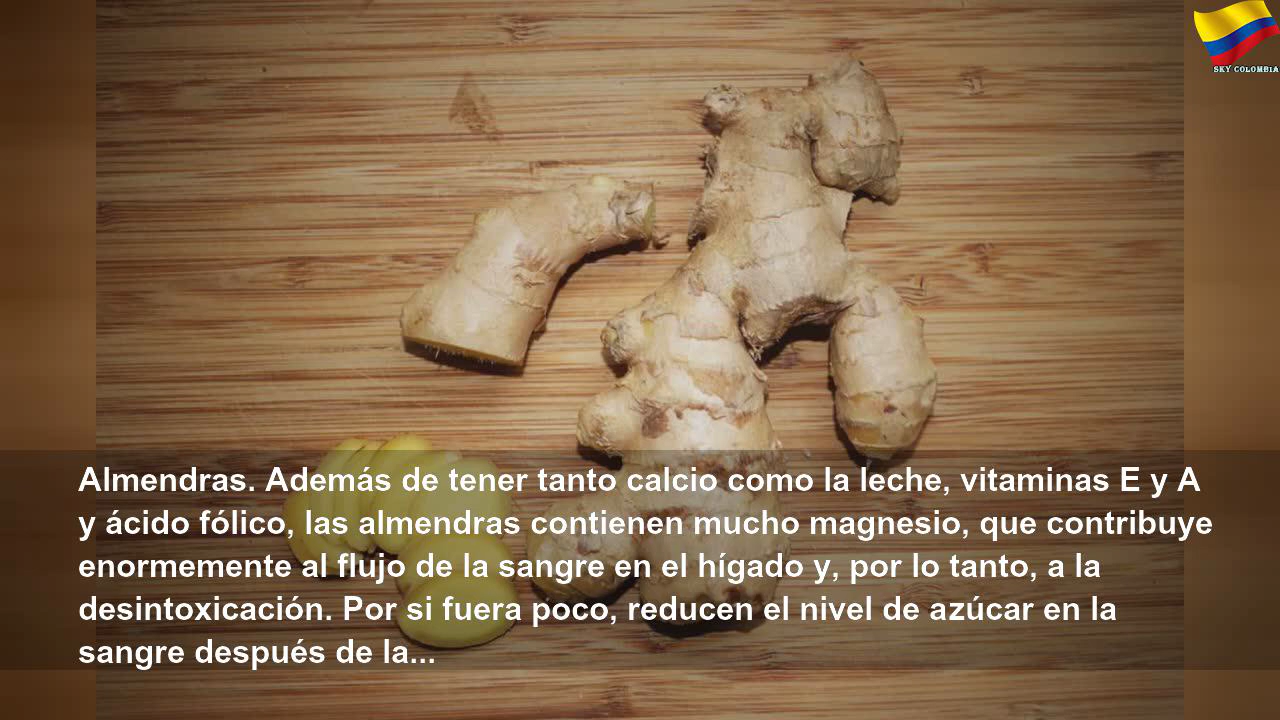 SKY COLOMBIA
Almendras. Además de tener tanto calcio como la leche, vitaminas E y A
y ácido fólico, las almendras contienen mucho magnesio, que contribuye
enormemente al flujo de la sangre en el hígado y, por lo tanto, a la
desintoxicación. Por si fuera poco, reducen el nivel de azúcar en la
sangre después de la...